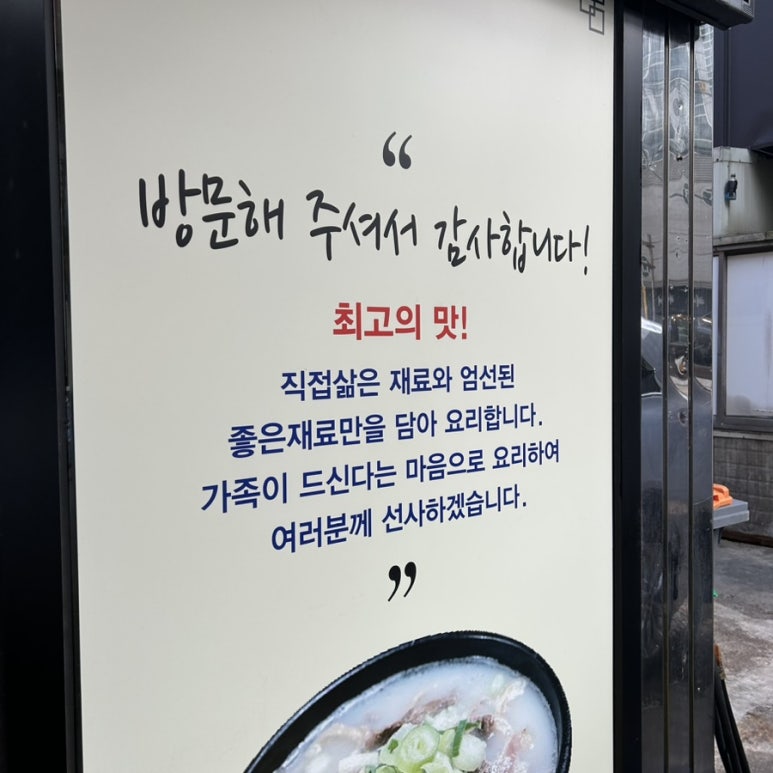 “
방문해 주셔서 감사합니다!
최고의 맛!
직접삶은 재료와 엄선된
좋은재료만을 담아 요리합니다.
가족이 드신다는 마음으로 요리하여
여러분께 선사하겠습니다.
”